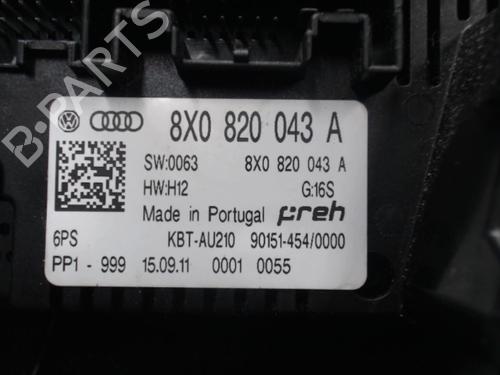 B-PARTS
8X0 820 043 A
SW:0063 8X0 820 043 A
HW:H12 G:16S
Made in Portugal preh
6PS KBT-AU210 90151-454/0000
PP1 - 999 15.09.11 0001 0055